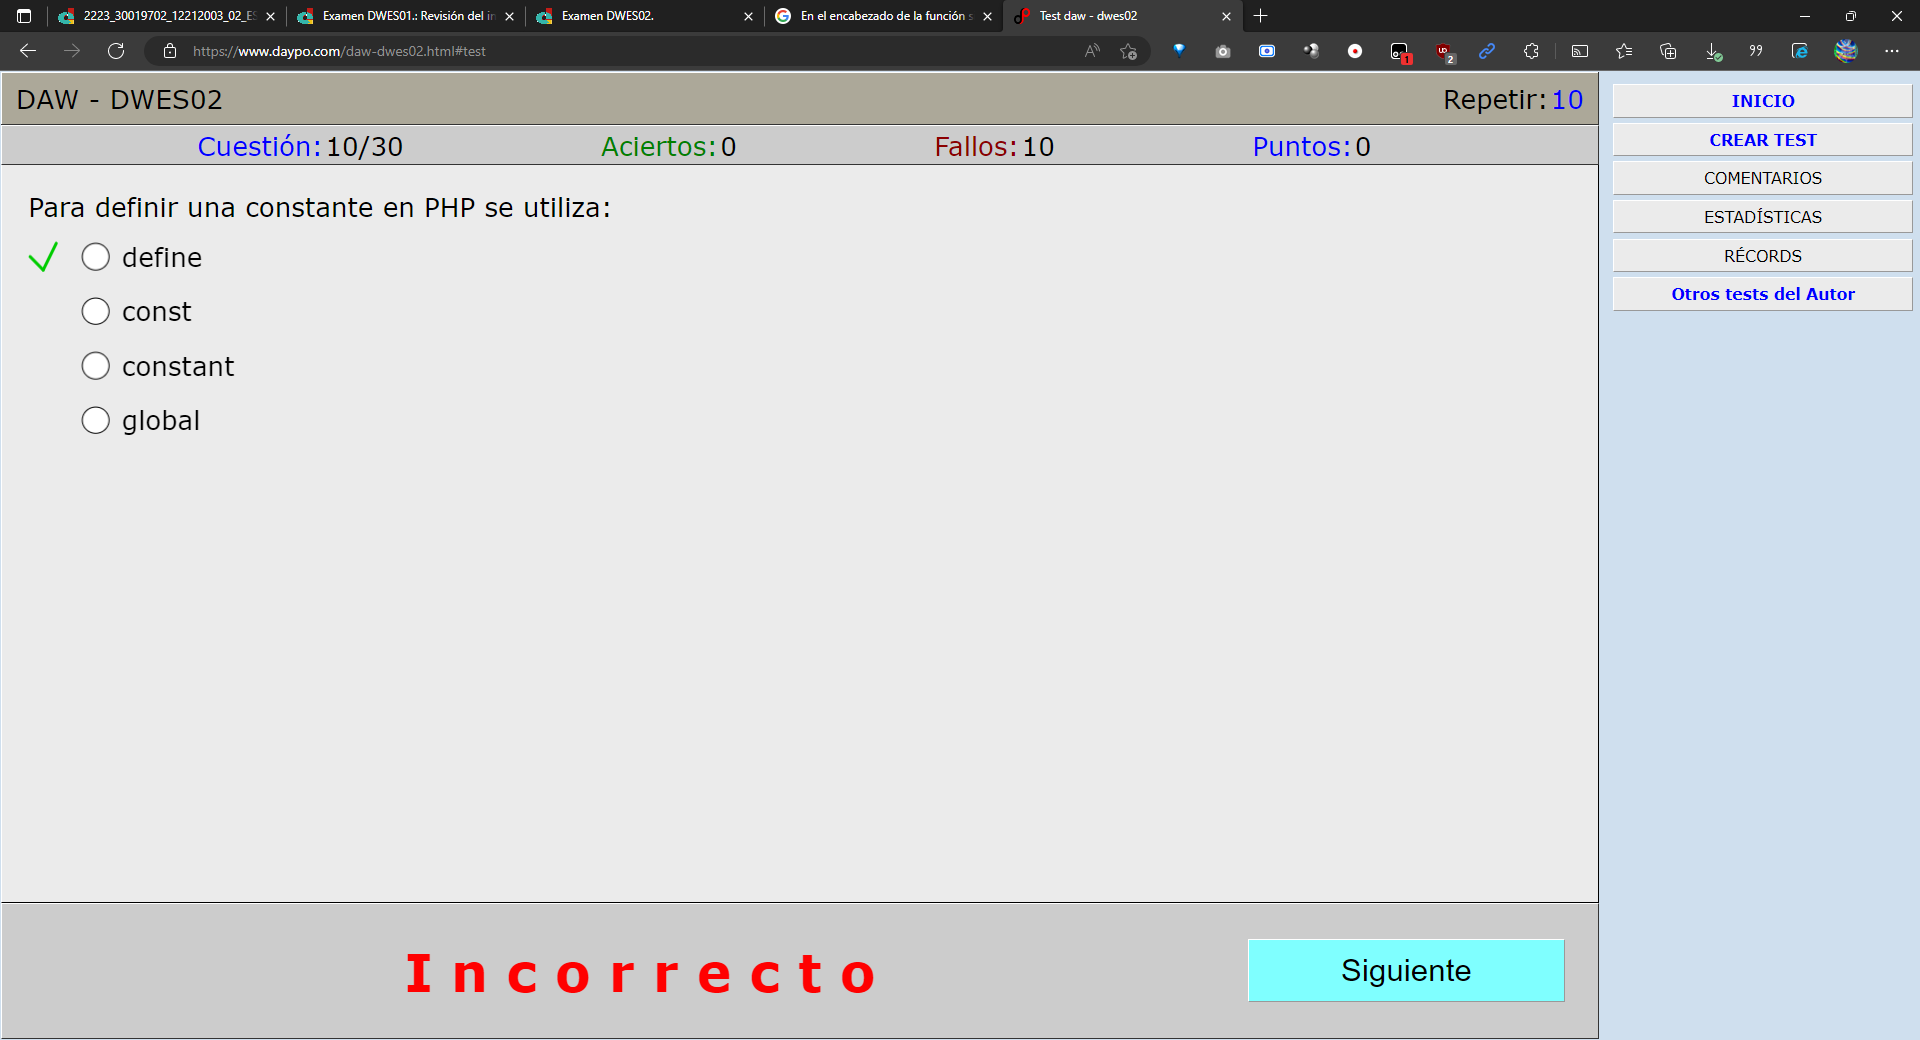 2223_30019702_12212003_02_ES
Examen DWES01.: Revisión del in
Examen DWES02.
En el encabezado de la función s
Test daw - dwes02
https://www.daypo.com/daw-dwes02.html#test
DAW - DWES02
Repetir: 10
Cuestión: 10/30
Aciertos: 0
Fallos: 10
Puntos: 0
Para definir una constante en PHP se utiliza:
define
const
constant
global
Incorrecto
Siguiente
INICIO
CREAR TEST
COMENTARIOS
ESTADÍSTICAS
RÉCORDS
Otros tests del Autor